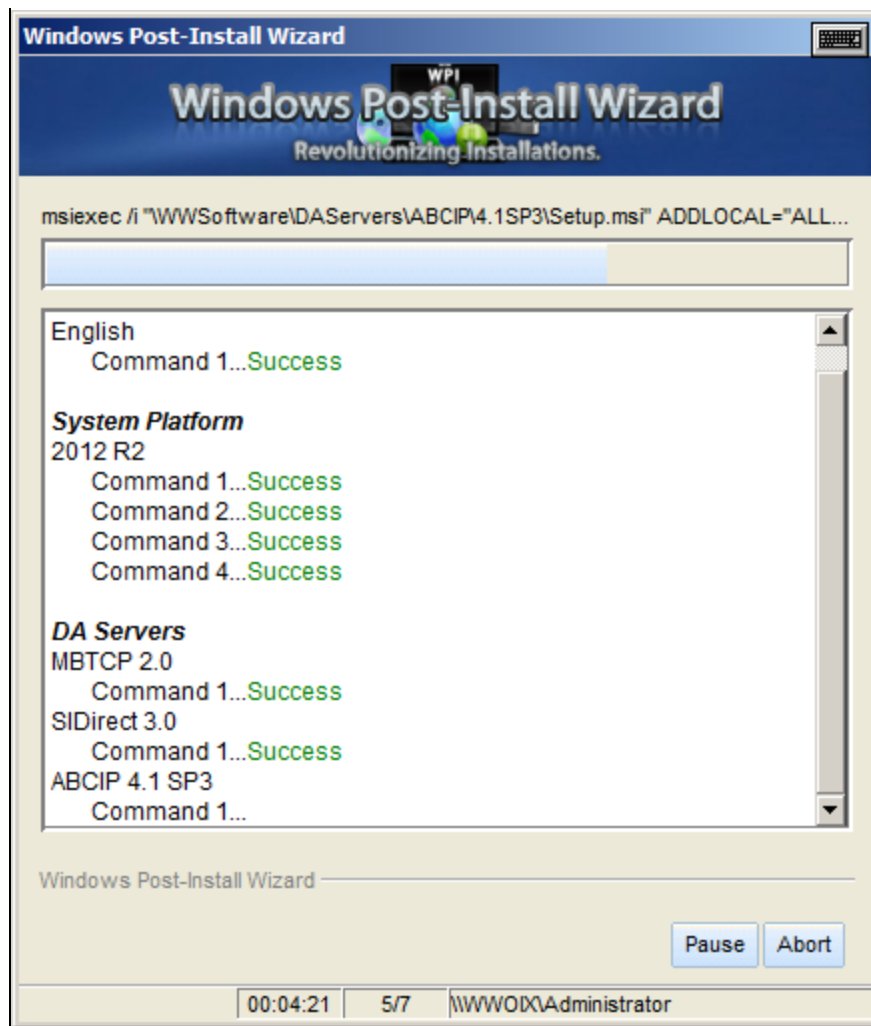 Windows Post-Install Wizard
WPI
Windows Post-Install Wizard
Revolutionizing Installations.
msiexec /i "\WWSoftware\DAServers\ABCIP\4.1SP3\Setup.msi" ADDLOCAL="ALL...
English
Command 1...Success
System Platform
2012 R2
Command 1...Success
Command 2...Success
Command 3...Success
Command 4...Success
DA Servers
MBTCP 2.0
Command 1...Success
SIDirect 3.0
Command 1...Success
ABCIP 4.1 SP3
Command 1...
Windows Post-Install Wizard
Pause Abort
00:04:21 5/7 \\WWOIX\Administrator